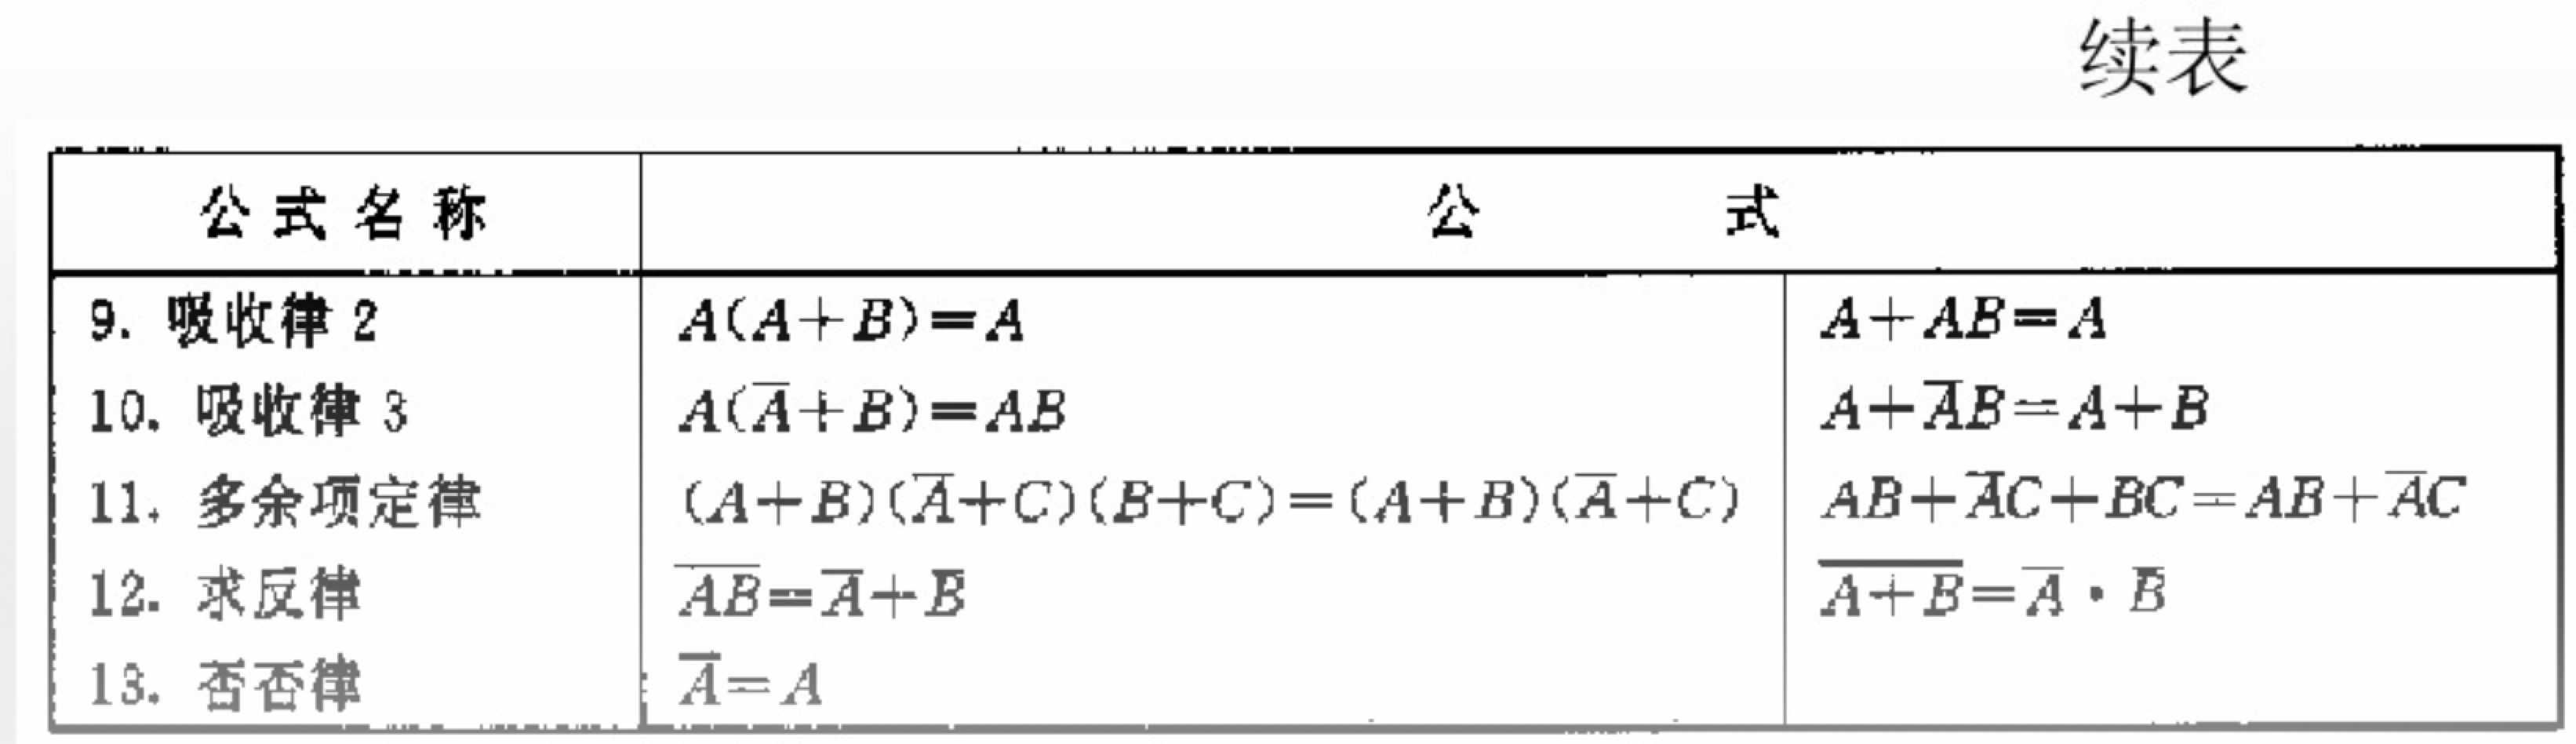 续表
公式名称 公 式
9. 吸收律 2 A(A+B)=A A+AB=A
10. 吸收律 3 A(A̅+B)=AB A+A̅B=A+B
11. 多余项定律 (A+B)(A̅+C)(B+C)=(A+B)(A̅+C) AB+A̅C+BC=AB+A̅C
12. 求反律 A̅B̅=A̅+B̅ A̅+̅B̅=A̅·B̅
13. 否否律 A̅=A